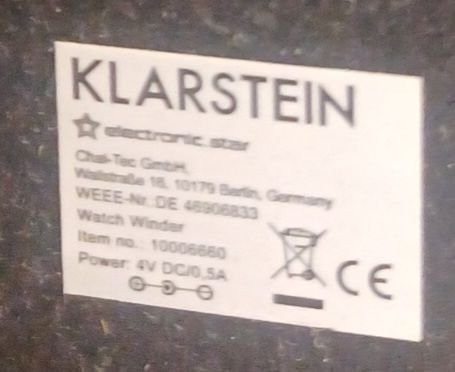 KLARSTEIN
electronic.star
Chal-Tec GmbH,
Wallstraße 16, 10179 Berlin, Germany
WEEE-Nr. DE 46906833
Watch Winder
Item no.: 10006660
Power: 4V DC/0,5A
CE